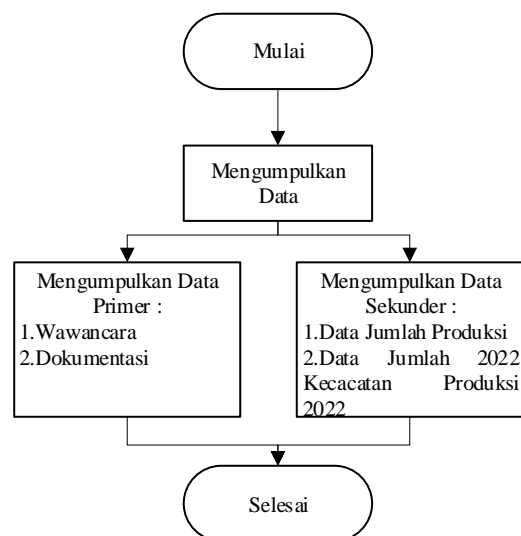 Mulai
Mengumpulkan
Data
Mengumpulkan Data
Primer :
1.Wawancara
2.Dokumentasi
Mengumpulkan Data
Sekunder :
1.Data Jumlah Produksi
2.Data Jumlah 2022
Kecacatan Produksi
2022
Selesai